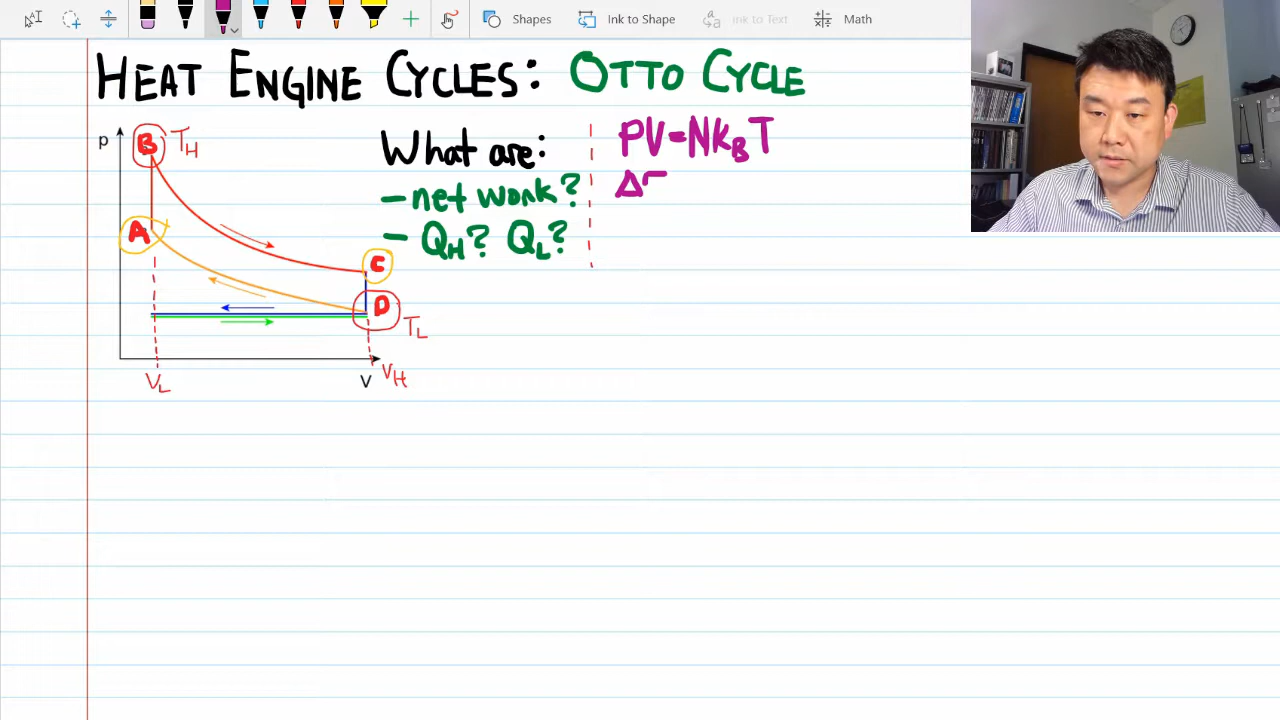 Shapes
Ink to Shape
Ink to Text
Math
HEAT ENGINE CYCLES: OTTO CYCLE
p
B TH
A
C
D
TL
VL
V VH
What are:
- net work?
- QH? QL?
PV=NkBT
Δ